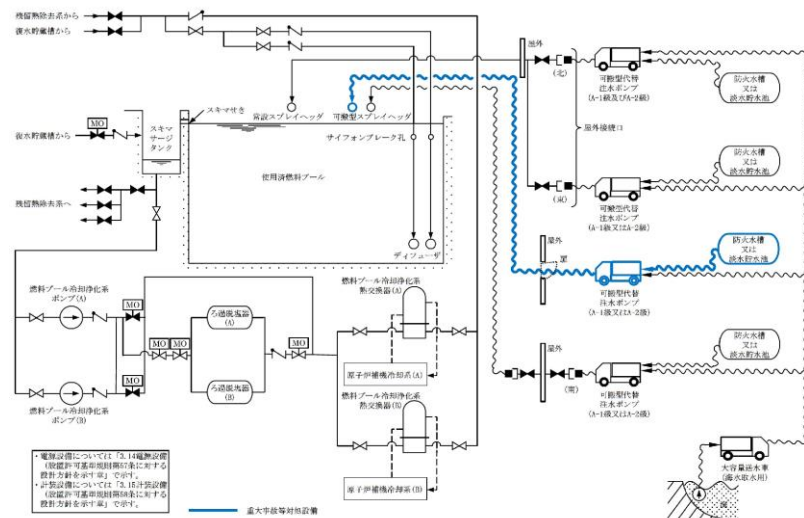 残留熱除去系から
復水貯蔵槽から
復水貯蔵槽から
MO
スキマ
サージ
タンク
スキマせき
常設スプレイヘッダ
可搬型スプレイヘッダ
サイフォンブレーク孔
使用済燃料プール
ディフューザ
残留熱除去系へ
燃料プール冷却浄化系
ポンプ(A)
MO
MO
MO
MO
MO
燃料プール冷却浄化系
ポンプ(B)
ろ過脱塩器
(A)
ろ過脱塩器
(B)
燃料プール冷却浄化系
熱交換器(A)
原子炉補機冷却系(A)
燃料プール冷却浄化系
熱交換器(B)
原子炉補機冷却系(B)
屋外
(北)
可搬型代替
注水ポンプ
(A-1級及びA-2級)
防火水槽
又は
淡水貯水池
屋外接続口
(東)
可搬型代替
注水ポンプ
(A-1級又はA-2級)
防火水槽
又は
淡水貯水池
屋外
扉
可搬型代替
注水ポンプ
(A-1級又はA-2級)
防火水槽
又は
淡水貯水池
屋外
(南)
可搬型代替
注水ポンプ
(A-1級又はA-2級)
防火水槽
又は
淡水貯水池
大容量送水車
(海水取水用)
・電源設備については「3.14電源設備
(設置許可基準規則第57条に対する
設計方針を示す章)」で示す。
・計装設備については「3.15計装設備
(設置許可基準規則第58条に対する
設計方針を示す章)」で示す。
重大事故等対処設備